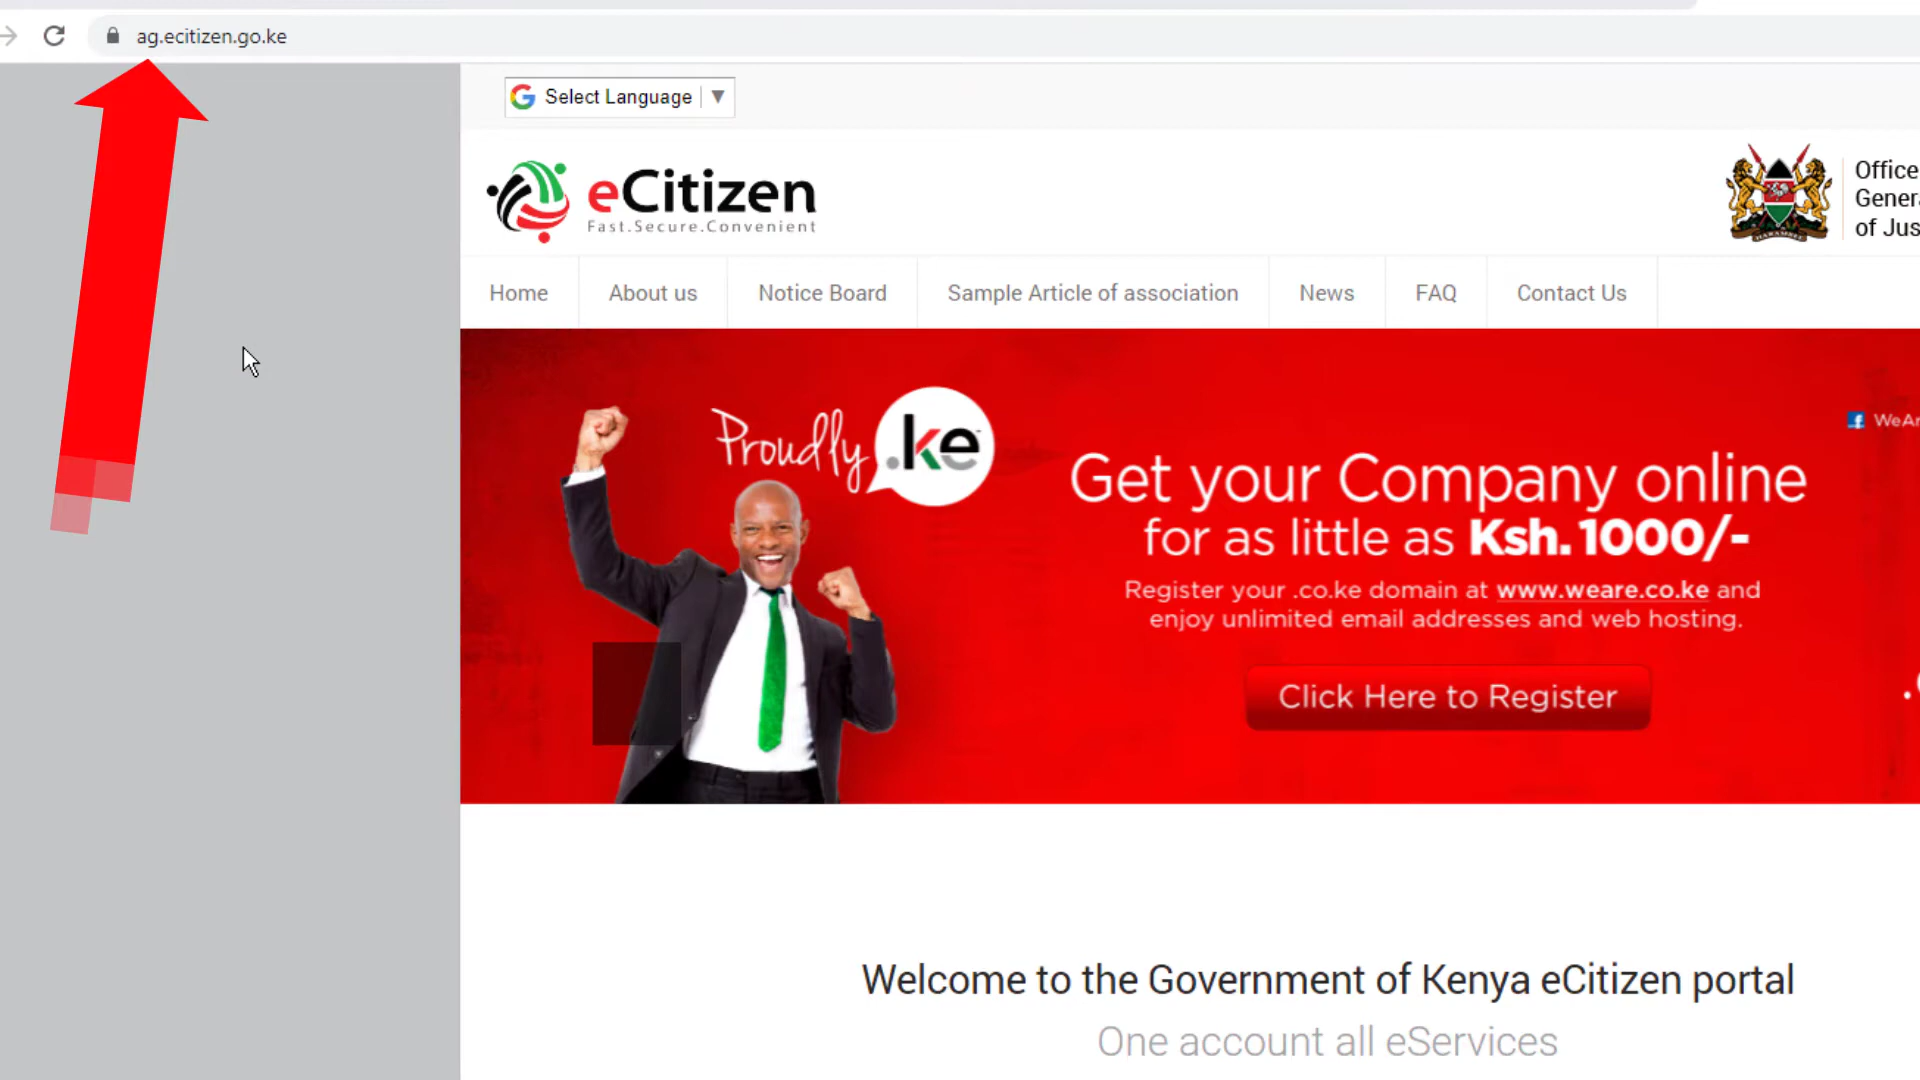 ag.ecitizen.go.ke
Select Language
eCitizen
Fast.Secure.Convenient
Office
of
Home
About us
Notice Board
Sample Article of association
News
FAQ
Contact Us
Proudly .ke
Get your Company online
for as little as Ksh.1000/-
Register your .co.ke domain at www.weare.co.ke and
enjoy unlimited email addresses and web hosting.
Click Here to Register
Welcome to the Government of Kenya eCitizen portal
One account all eServices